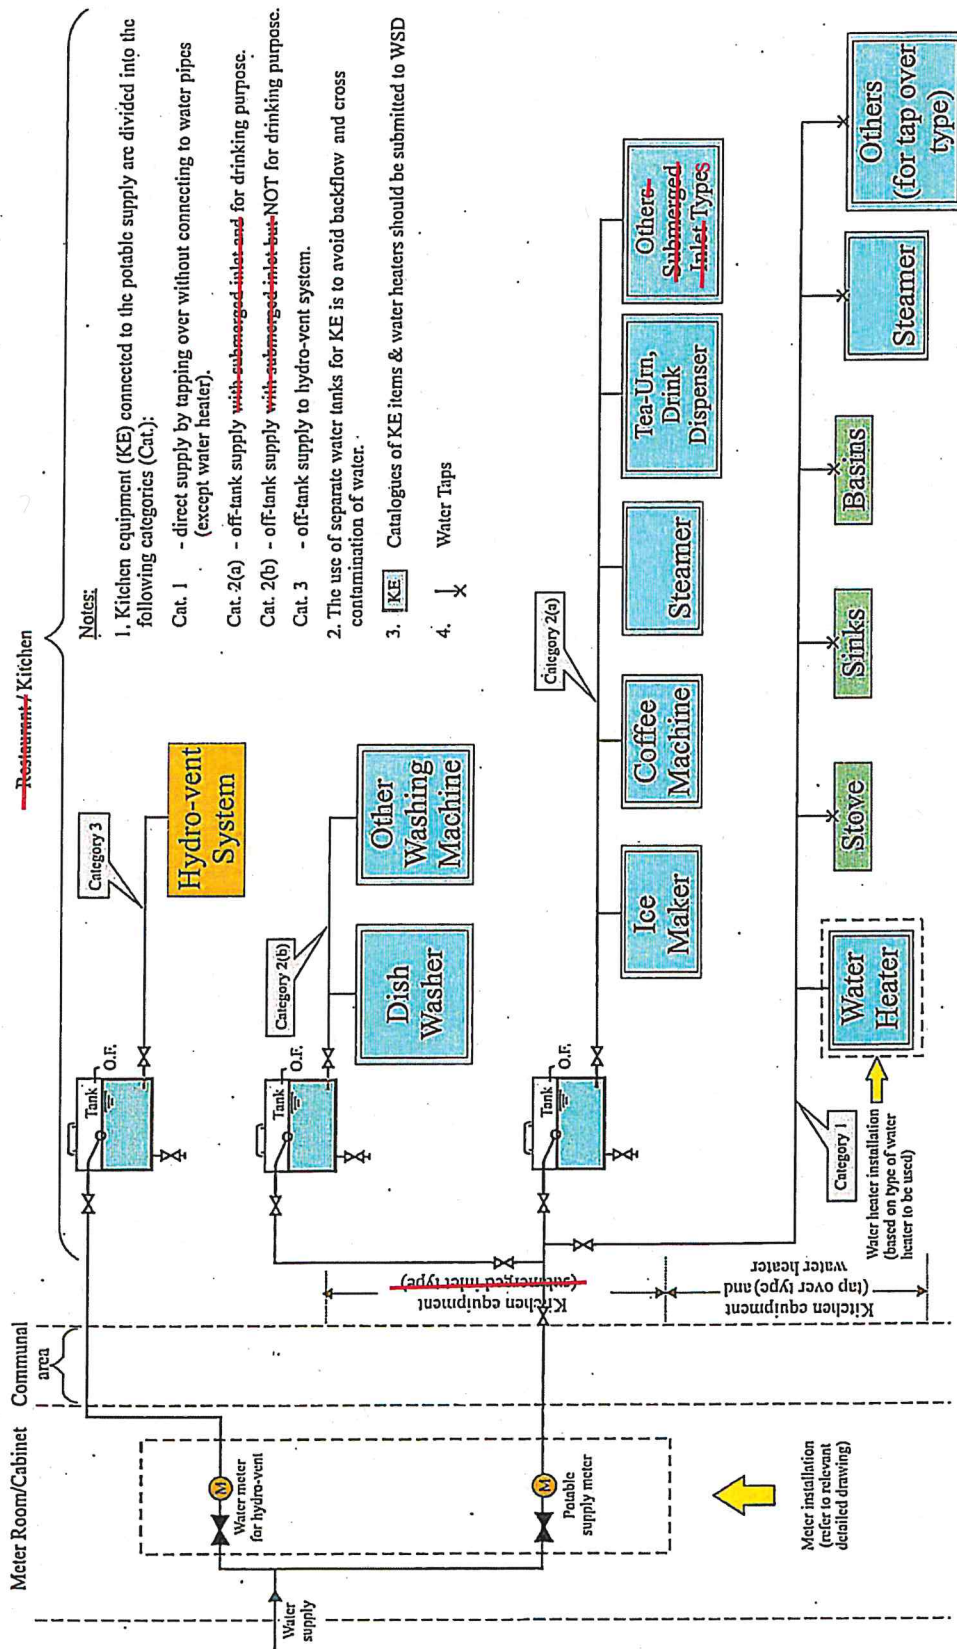 Restaurant / Kitchen
Meter Room/Cabinet
Communal
area
Notes:
1. Kitchen equipment (KE) connected to the potable supply are divided into the
following categories (Cat.):
Cat. 1 - direct supply by tapping over without connecting to water pipes
(except water heater).
Cat. 2(a) - off-tank supply with submerged inlet and for drinking purpose.
Cat. 2(b) - off-tank supply with submerged inlet but NOT for drinking purpose.
Cat. 3 - off-tank supply to hydro-vent system.
2. The use of separate water tanks for KE is to avoid backflow and cross
contamination of water.
3. KE Catalogues of KE items & water heaters should be submitted to WSD
4. Water Taps
Water
supply
M
Water meter
for hydro-vent
M
Potable
supply meter
Meter installation
(refer to relevant
detailed drawing)
Tank
O.F.
Category 3
Hydro-vent
System
Tank
O.F.
Category 2(b)
Dish
Washer
Other
Washing
Machine
Kitchen equipment
(submerged inlet type)
Tank
O.F.
Category 2(a)
Ice
Maker
Coffee
Machine
Steamer
Tea-Urn,
Drink
Dispenser
Others
Submerged
Inlet Types
Kitchen equipment
(tap over type) and
water heater
Category 1
Water heater installation
(based on type of water
heater to be used)
Water
Heater
Stove
Sinks
Basins
Steamer
Others
(for tap over
type)